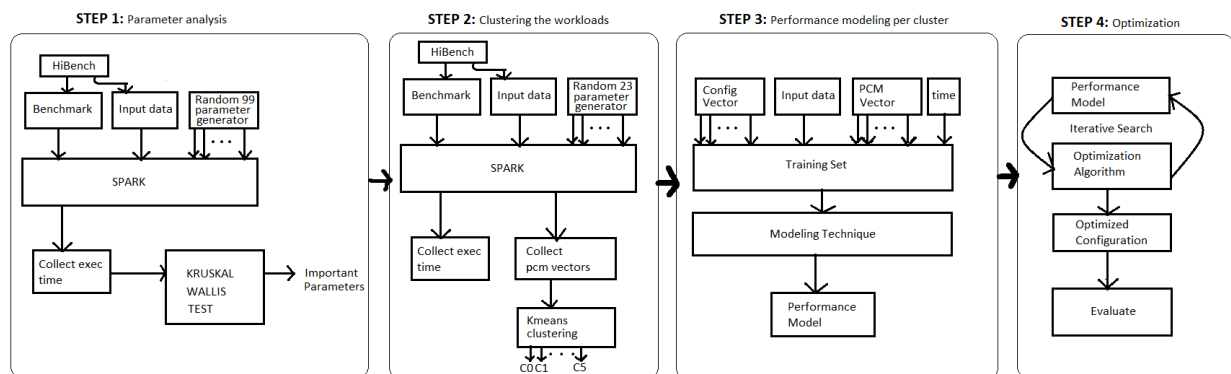 STEP 1: Parameter analysis
HiBench
Benchmark
Input data
Random 99
parameter
generator
SPARK
Collect exec
time
KRUSKAL
WALLIS
TEST
Important
Parameters
STEP 2: Clustering the workloads
HiBench
Benchmark
Input data
Random 23
parameter
generator
SPARK
Collect exec
time
Collect
pcm vectors
Kmeans
clustering
C0 C1 C5
STEP 3: Performance modeling per cluster
Config
Vector
Input data
PCM
Vector
time
Training Set
Modeling Technique
Performance
Model
STEP 4: Optimization
Performance
Model
Iterative Search
Optimization
Algorithm
Optimized
Configuration
Evaluate